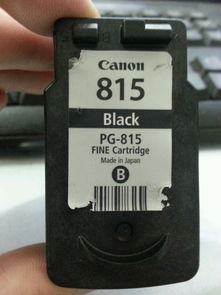 Canon
815
Black
PG-815
FINE Cartridge
Made in Japan
B